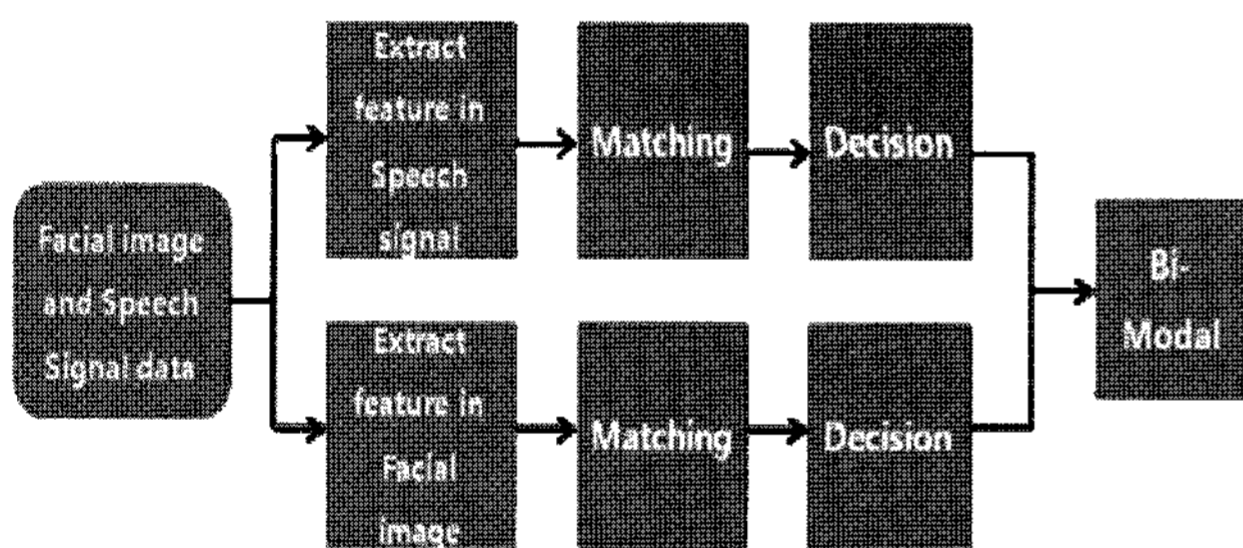 Extract
feature in
Speech
signal
Matching
Decision
Facial image
and Speech
Signal data
Bi-
Modal
Extract
feature in
Facial
image
Matching
Decision